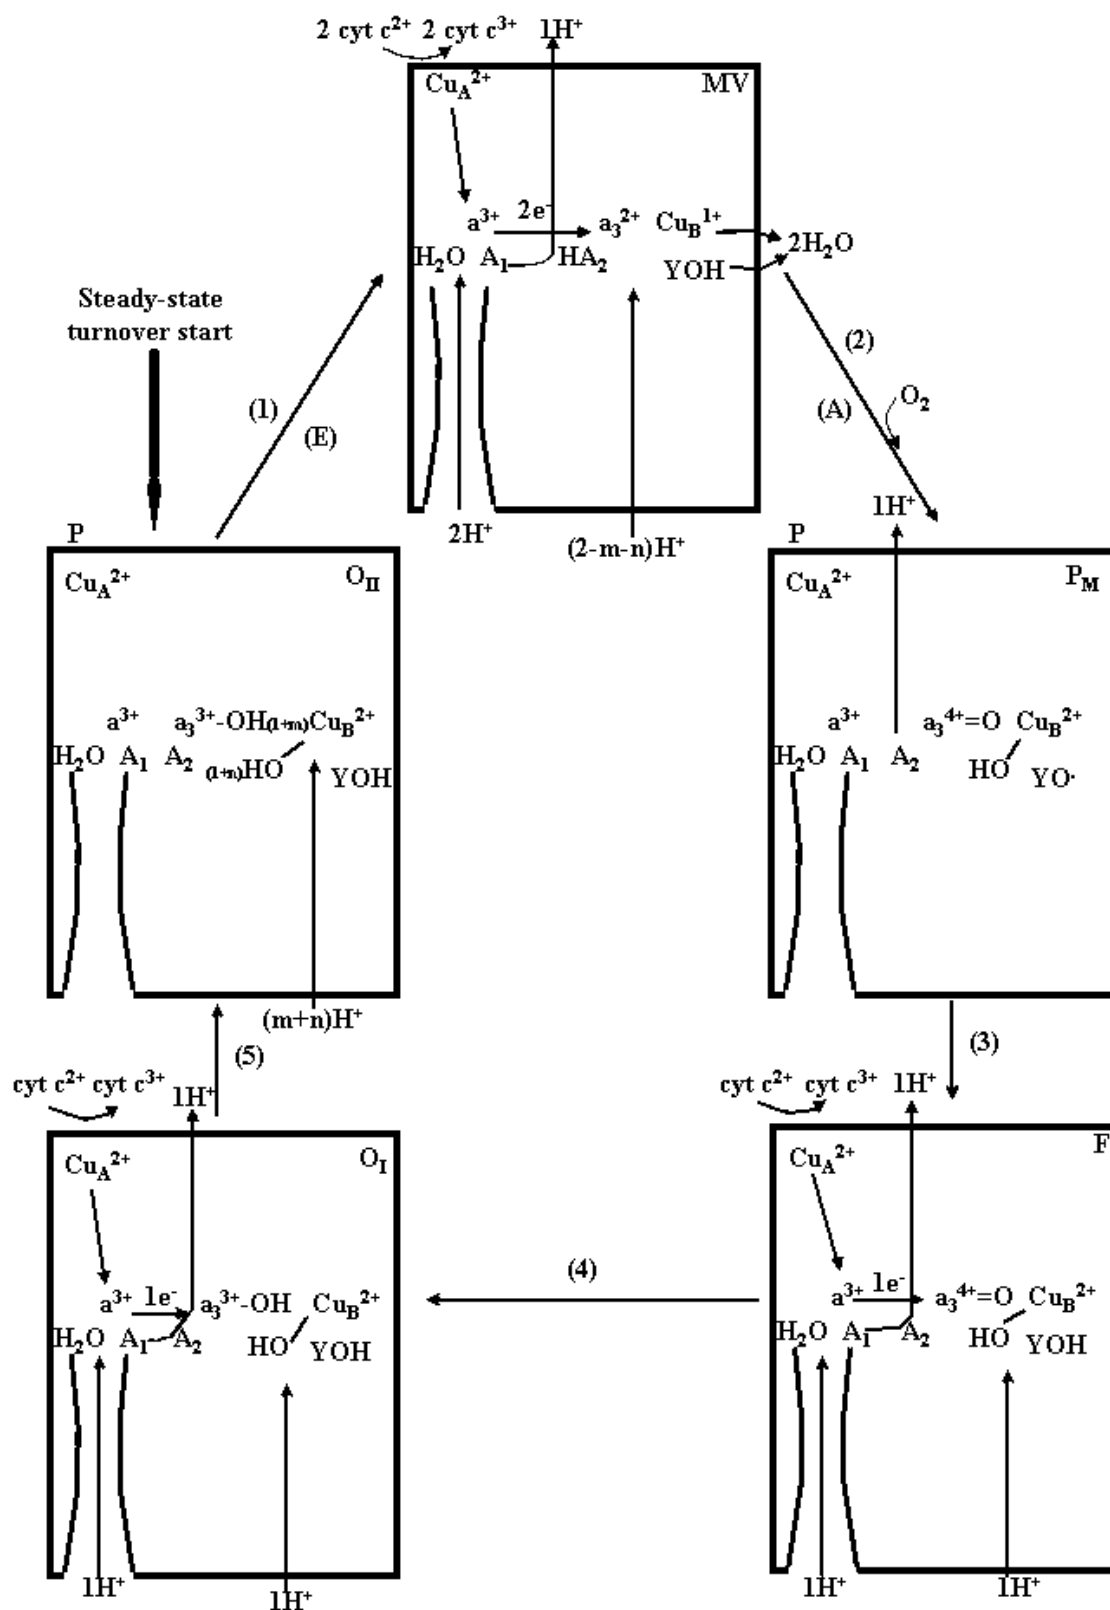 2 cyt c²⁺ 2 cyt c³⁺ 1H⁺
Cu_A²⁺ MV
a³⁺ 2e⁻ a₃²⁺ Cu_B¹⁺
H₂O A₁ HA₂ YOH 2H₂O
2H⁺ (2-m-n)H⁺
Steady-state
turnover start
(1)
(E)
(2)
(A) O₂
P
Cu_A²⁺ O_II
a³⁺ a₃³⁺-OH(1+m)Cu_B²⁺
H₂O A₁ A₂ (1+n)HO YOH
(m+n)H⁺
P 1H⁺
Cu_A²⁺ P_M
a³⁺ a₃⁴⁺=O Cu_B²⁺
H₂O A₁ A₂ HO YO·
(5)
(3)
cyt c²⁺ cyt c³⁺ 1H⁺
Cu_A²⁺ O_I
a³⁺ 1e⁻ a₃³⁺-OH Cu_B²⁺
H₂O A₁ A₂ HO YOH
1H⁺ 1H⁺
(4)
cyt c²⁺ cyt c³⁺ 1H⁺
Cu_A²⁺ F
a³⁺ 1e⁻ a₃⁴⁺=O Cu_B²⁺
H₂O A₁ A₂ HO YOH
1H⁺ 1H⁺